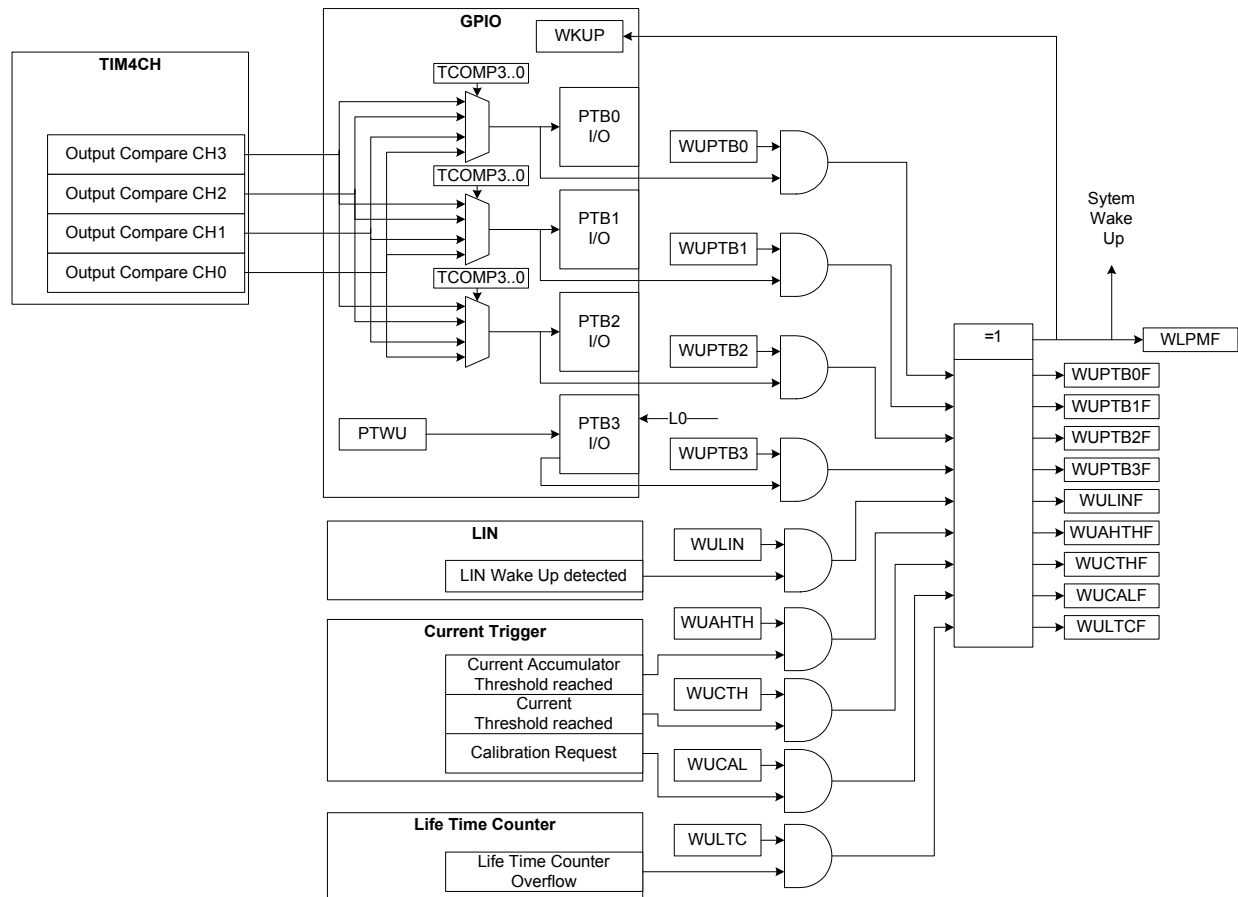 GPIO
WKUP
TIM4CH
TCOMP3..0
PTB0
I/O
WUPTB0
Output Compare CH3
Output Compare CH2
Output Compare CH1
Output Compare CH0
TCOMP3..0
PTB1
I/O
WUPTB1
Sytem
Wake
Up
TCOMP3..0
PTB2
I/O
WUPTB2
=1
WLPMF
WUPTB0F
WUPTB1F
WUPTB2F
WUPTB3F
WULINF
WUAHTHF
WUCTHF
WUCALF
WULTCF
PTWU
PTB3
I/O
L0
WUPTB3
LIN
LIN Wake Up detected
WULIN
Current Trigger
Current Accumulator
Threshold reached
Current
Threshold reached
Calibration Request
WUAHTH
WUCTH
WUCAL
Life Time Counter
Life Time Counter
Overflow
WULTC